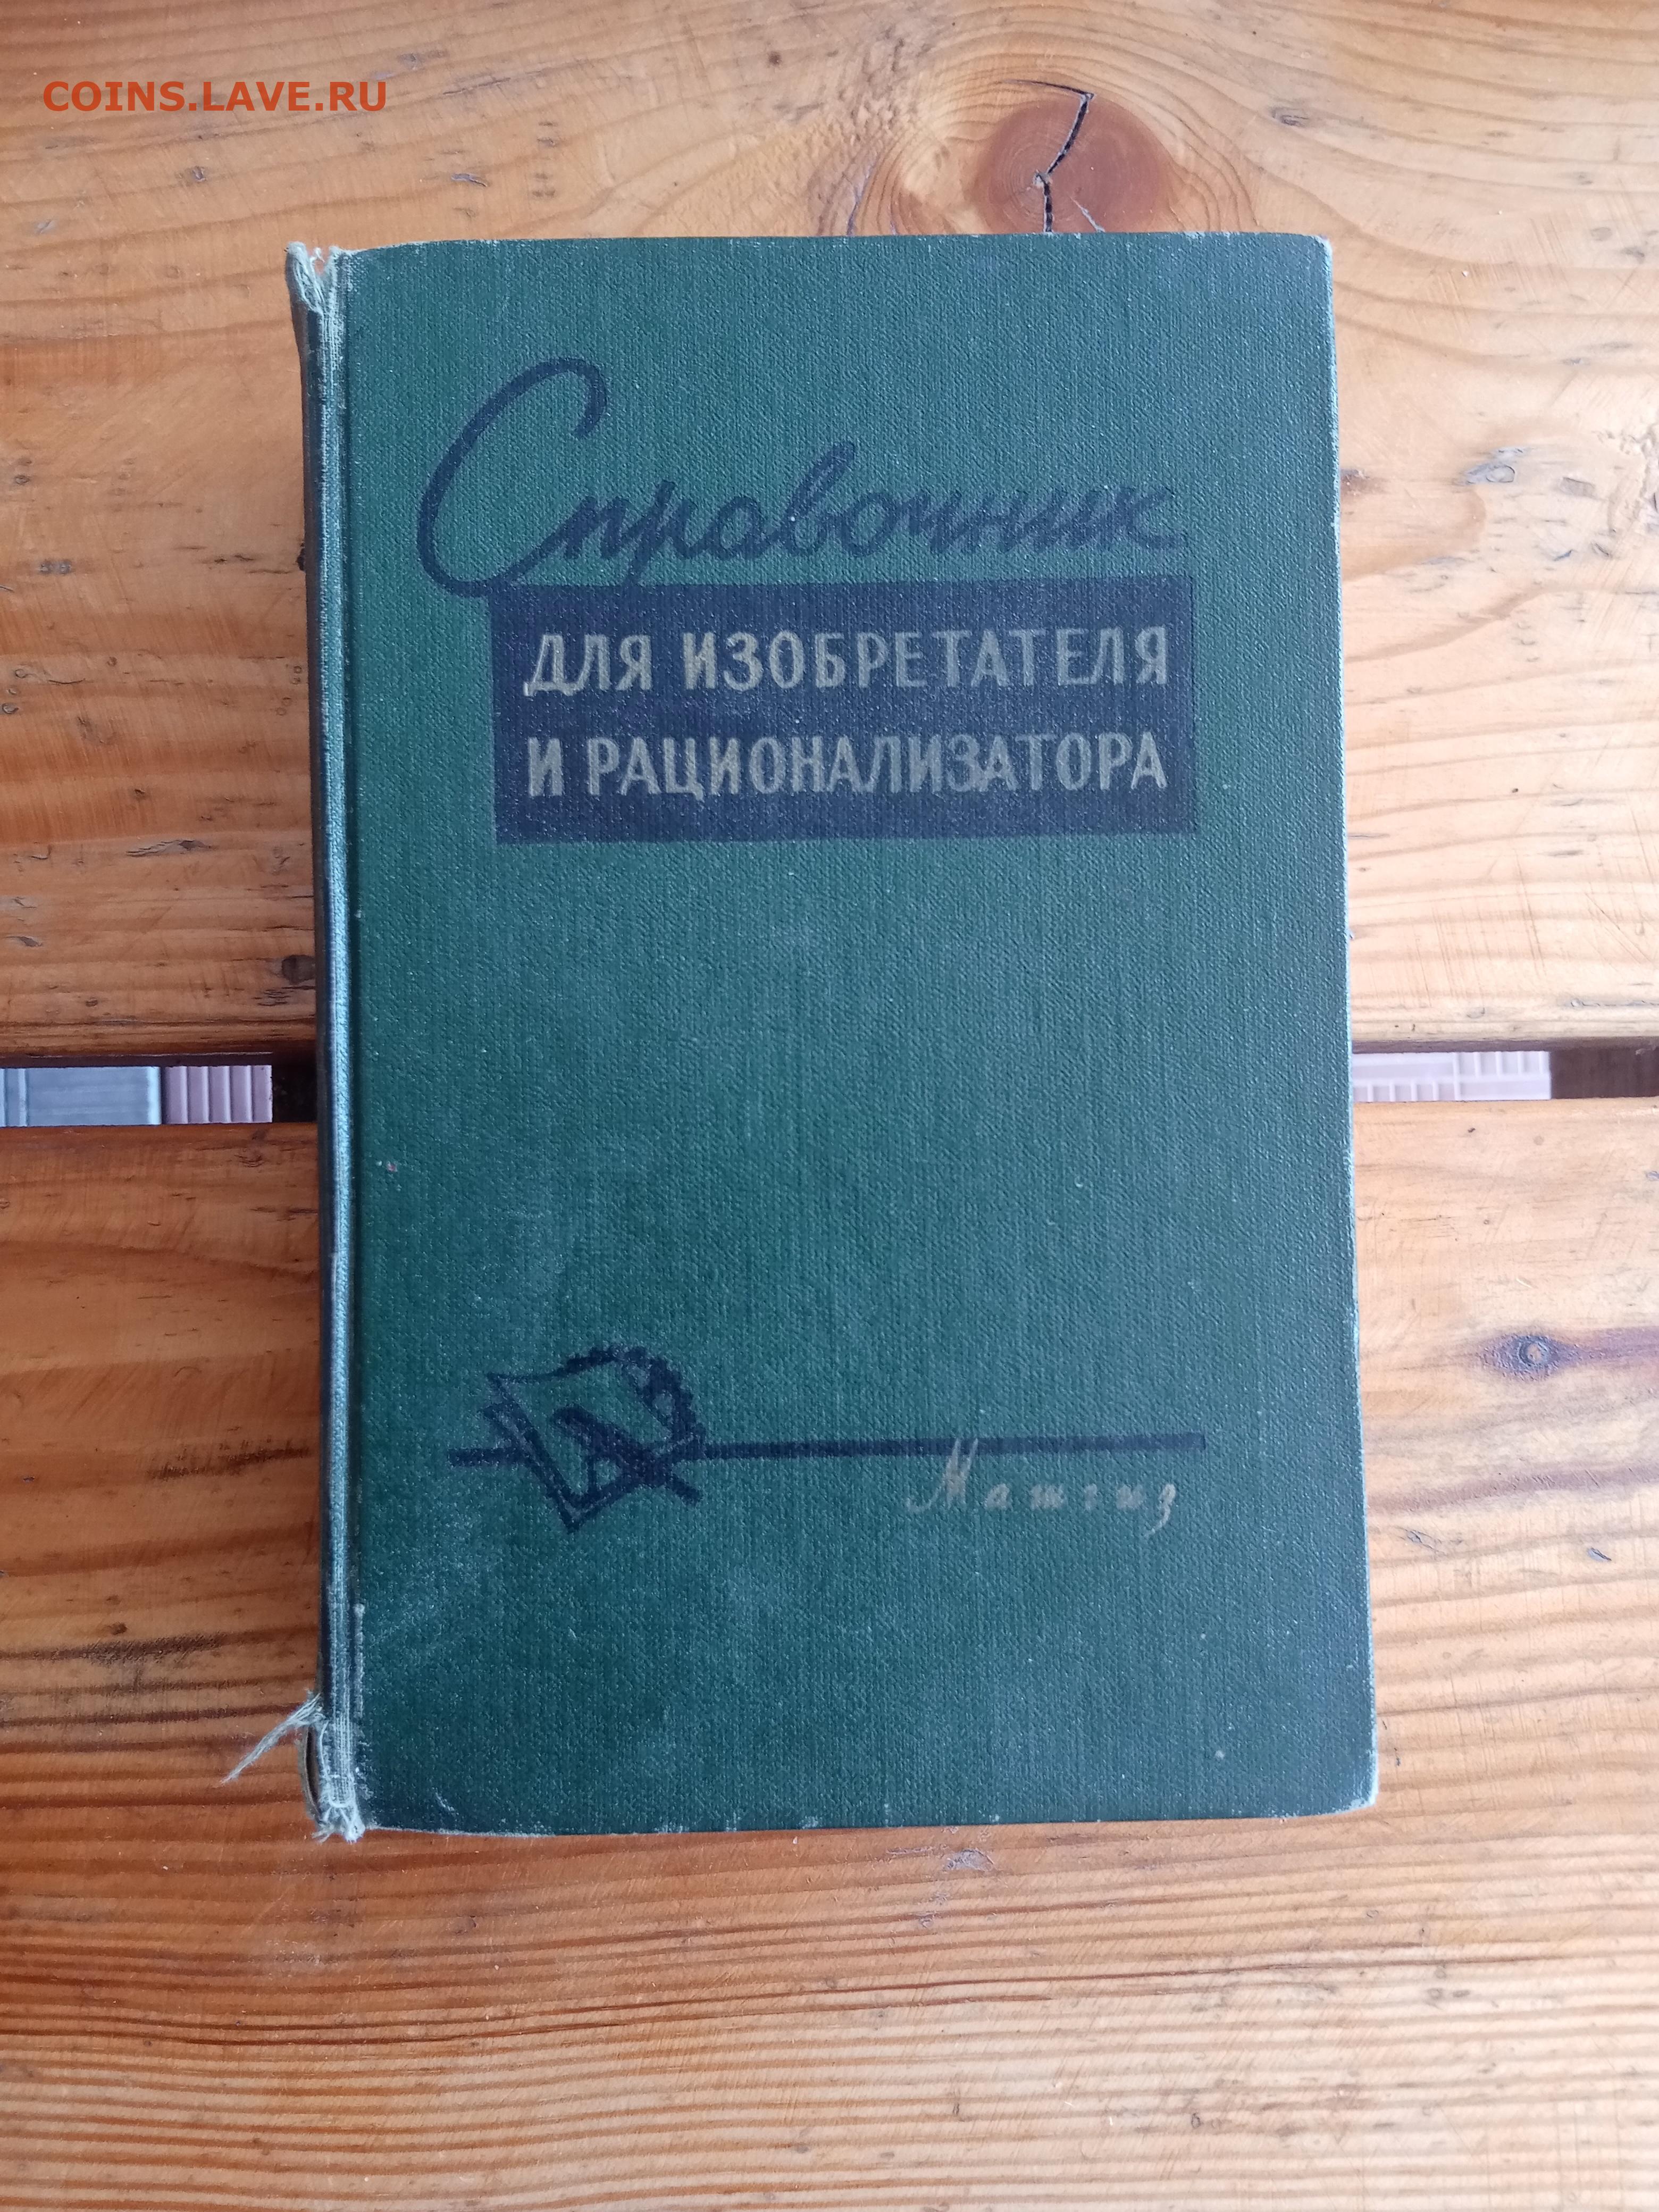 COINS.LAVE.RU
Справочник
ДЛЯ ИЗОБРЕТАТЕЛЯ
И РАЦИОНАЛИЗАТОРА
Машгиз